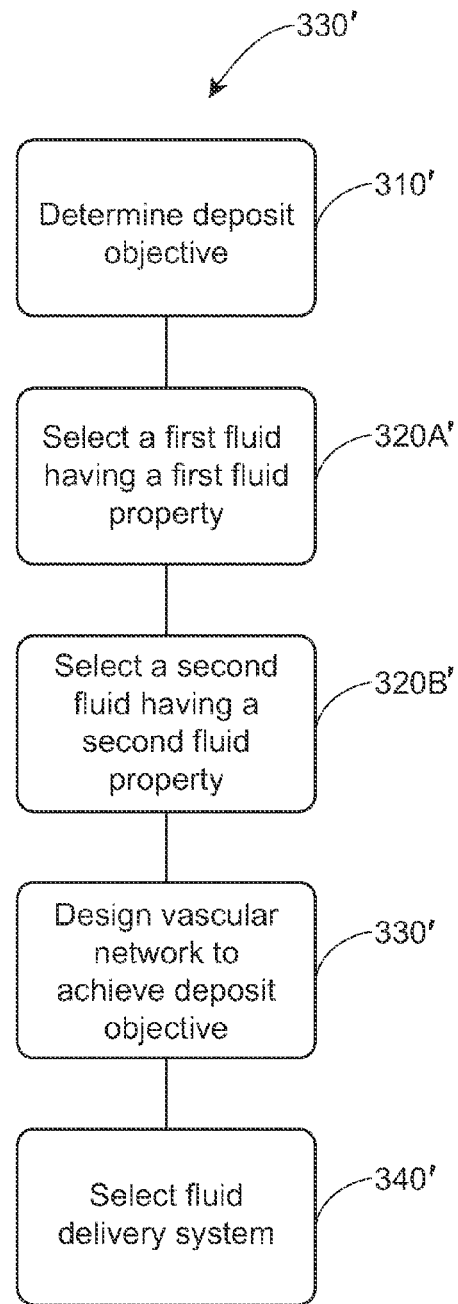 330'
Determine deposit
objective
310'
Select a first fluid
having a first fluid
property
320A'
Select a second
fluid having a
second fluid
property
320B'
Design vascular
network to
achieve deposit
objective
330'
Select fluid
delivery system
340'